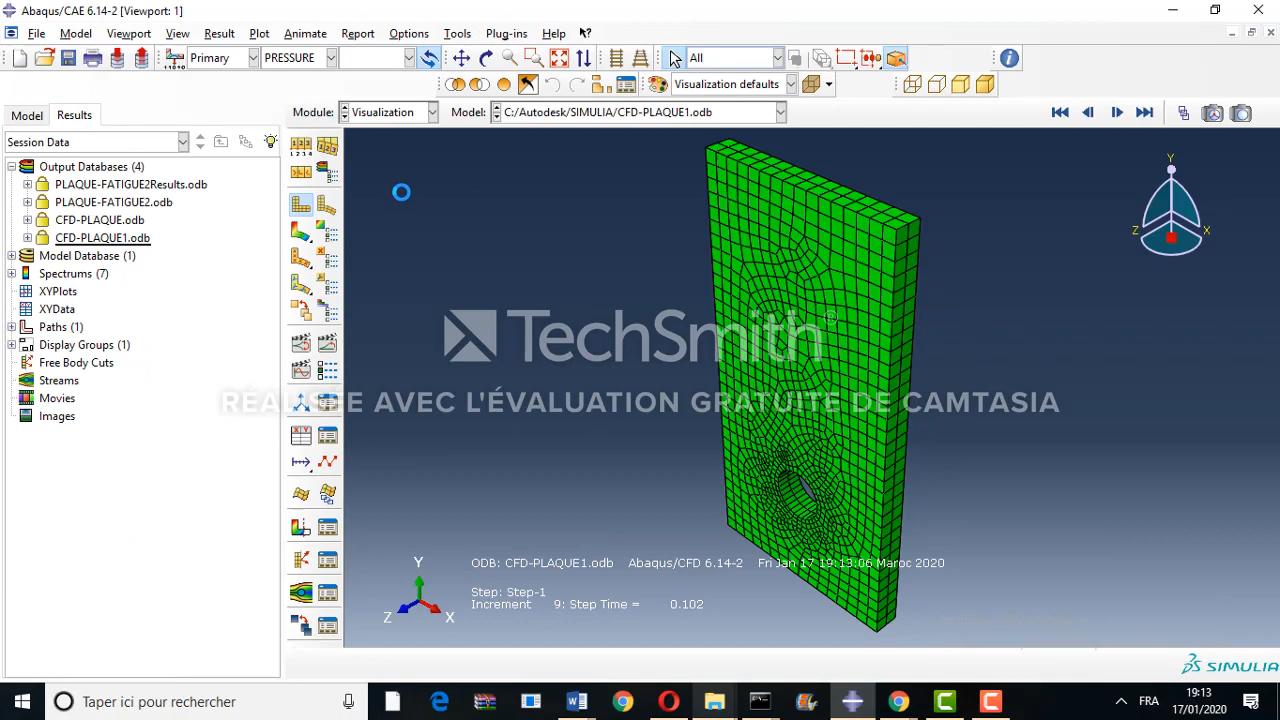 Abaqus/CAE 6.14-2 [Viewport: 1]
File Model Viewport View Result Plot Animate Report Options Tools Plug-ins Help
Primary PRESSURE All
Visualization defaults
Model Results Module: Visualization Model: C:/Autodesk/SIMULIA/CFD-PLAQUE1.odb
Session Data
Output Databases (4)
PLAQUE-FATIGUE2Results.odb
PLAQUE-FATIGUE2.odb
CFD-PLAQUE.odb
CFD-PLAQUE1.odb
Model Database (1)
Spectrums (7)
XYPlots
XYData
Paths (1)
Display Groups (1)
Free Body Cuts
Streams
Movies
Images
Y
Z X
TechSmith®
RÉALISÉE AVEC L'ÉVALUATION GRATUITE DE CAMTASIA
Y
Z X
ODB: CFD-PLAQUE1.odb Abaqus/CFD 6.14-2 Fri Jan 17 19:13:06 Maroc 2020
Step: Step-1
Increment 9: Step Time = 0.102
SIMULIA
Taper ici pour rechercher
FRA
19:13
17/01/2020